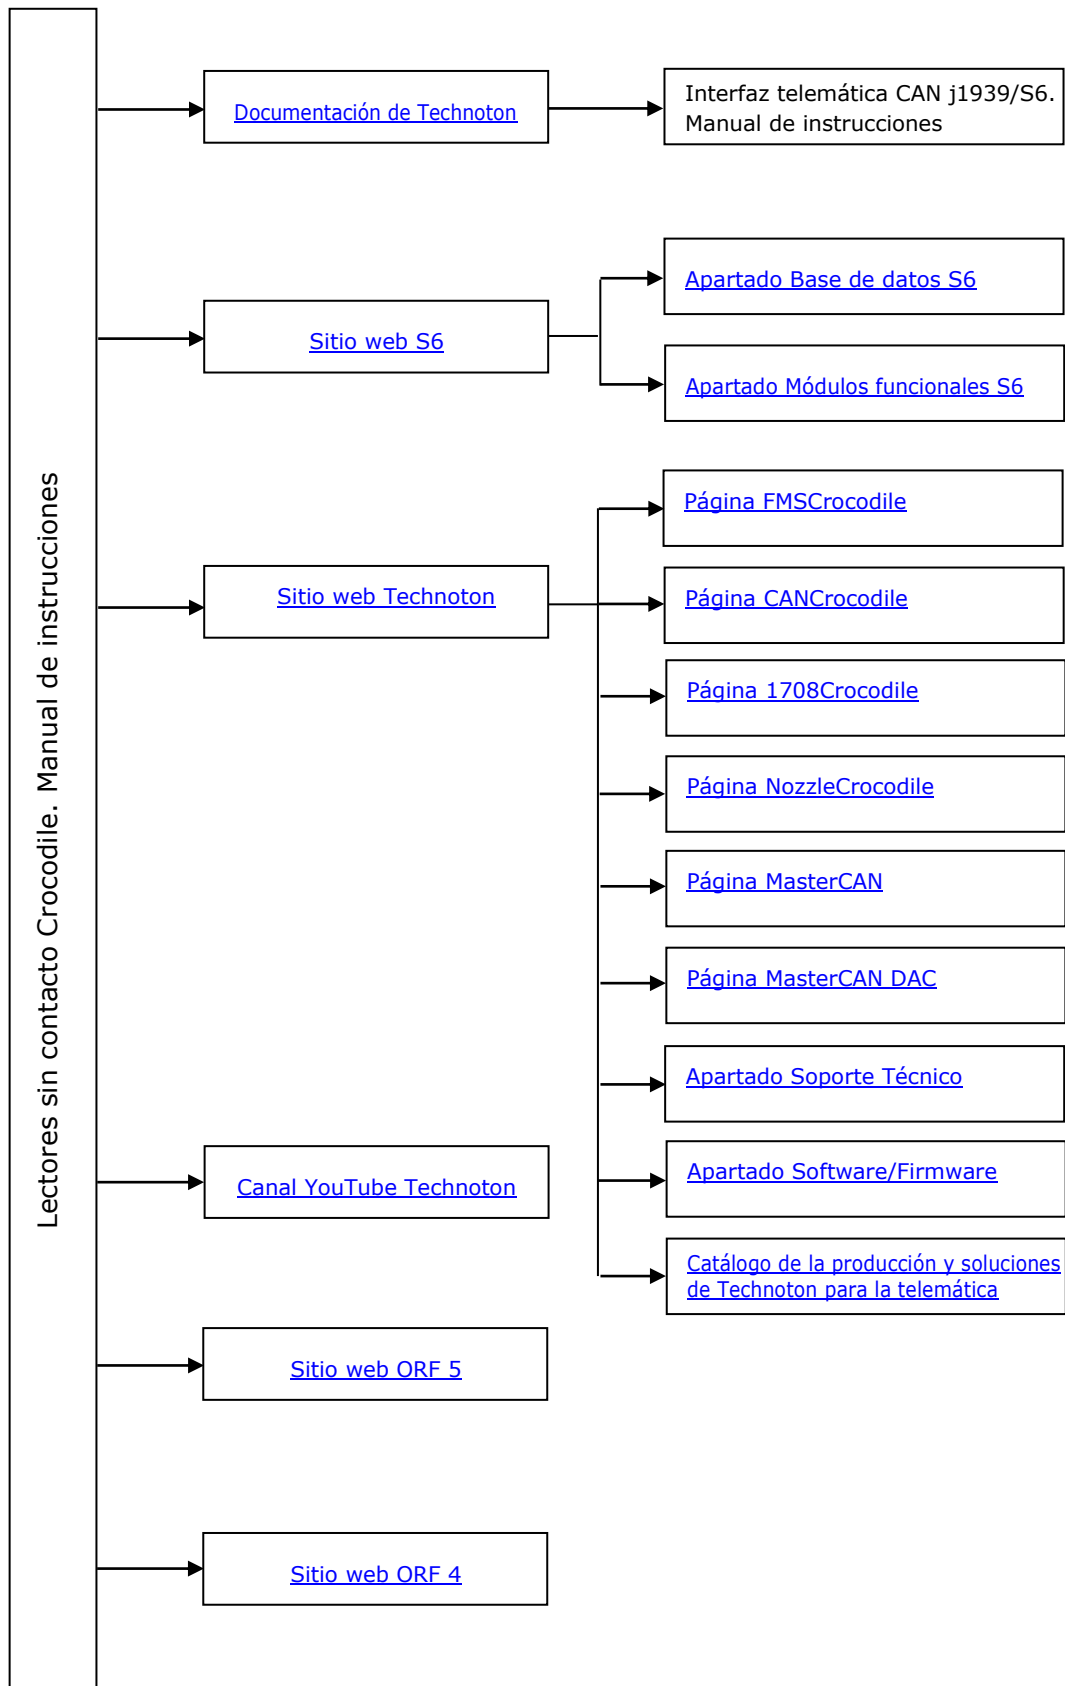 Lectores sin contacto Crocodile. Manual de instrucciones
Documentación de Technoton
Interfaz telemática CAN j1939/S6.
Manual de instrucciones
Sitio web S6
Apartado Base de datos S6
Apartado Módulos funcionales S6
Sitio web Technoton
Página FMSCrocodile
Página CANCrocodile
Página 1708Crocodile
Página NozzleCrocodile
Página MasterCAN
Página MasterCAN DAC
Apartado Soporte Técnico
Apartado Software/Firmware
Catálogo de la producción y soluciones
de Technoton para la telemática
Canal YouTube Technoton
Sitio web ORF 5
Sitio web ORF 4